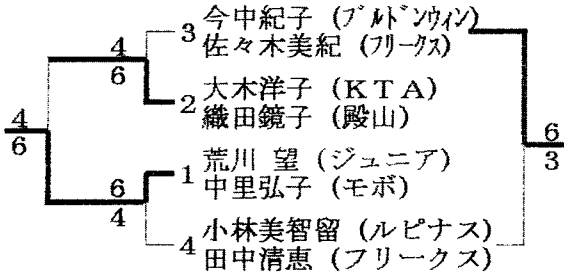 3 今中紀子 (ブルドンウィン)
佐々木美紀 (フリークス)
4
6
2 大木洋子 (KTA)
織田鏡子 (殿山)
4
6
6
3
1 荒川 望 (ジュニア)
中里弘子 (モボ)
6
4
4 小林美智留 (ルピナス)
田中清恵 (フリークス)